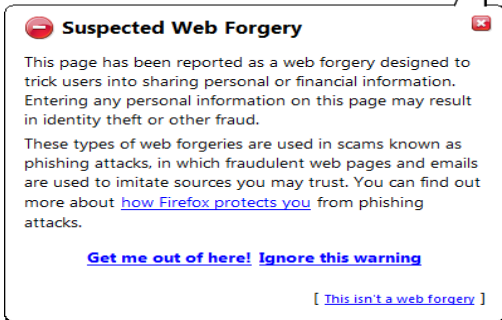 Suspected Web Forgery
This page has been reported as a web forgery designed to
trick users into sharing personal or financial information.
Entering any personal information on this page may result
in identity theft or other fraud.
These types of web forgeries are used in scams known as
phishing attacks, in which fraudulent web pages and emails
are used to imitate sources you may trust. You can find out
more about how Firefox protects you from phishing
attacks.
Get me out of here! Ignore this warning
[ This isn't a web forgery ]